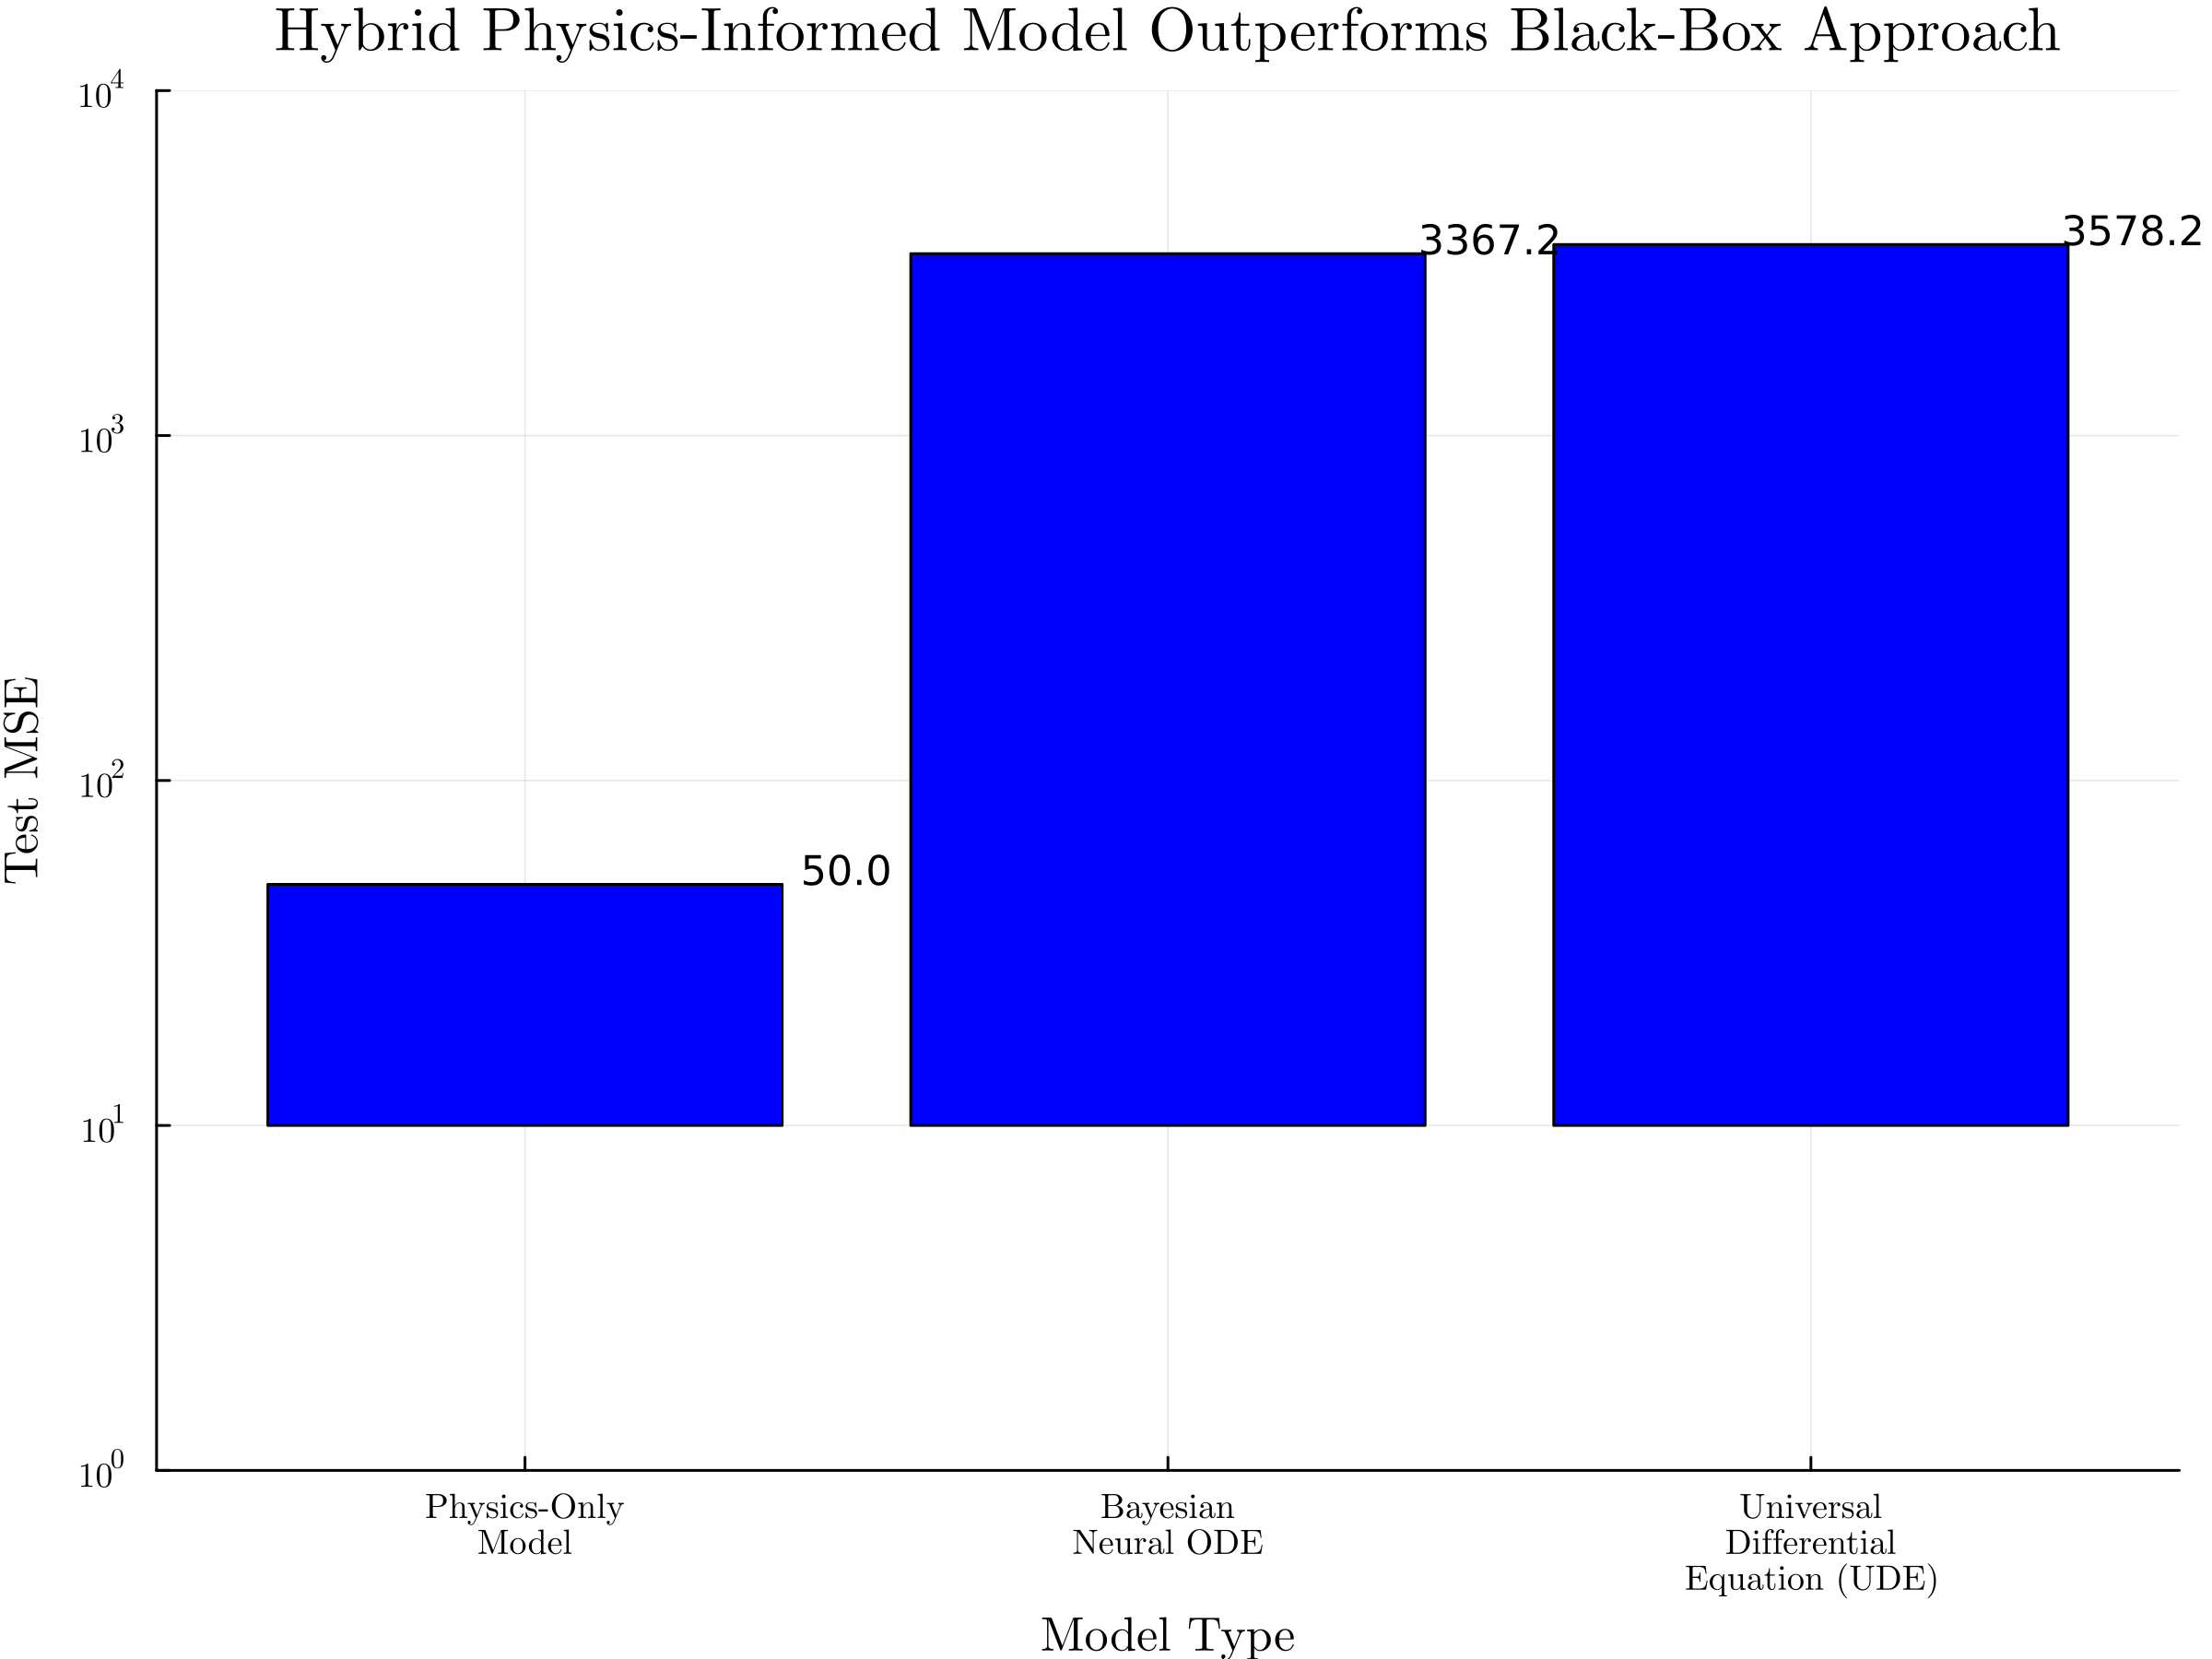 Hybrid Physics-Informed Model Outperforms Black-Box Approach
10^4
10^3
10^2
10^1
10^0
Test MSE
50.0
3367.2
3578.2
Physics-Only
Model
Bayesian
Neural ODE
Universal
Differential
Equation (UDE)
Model Type